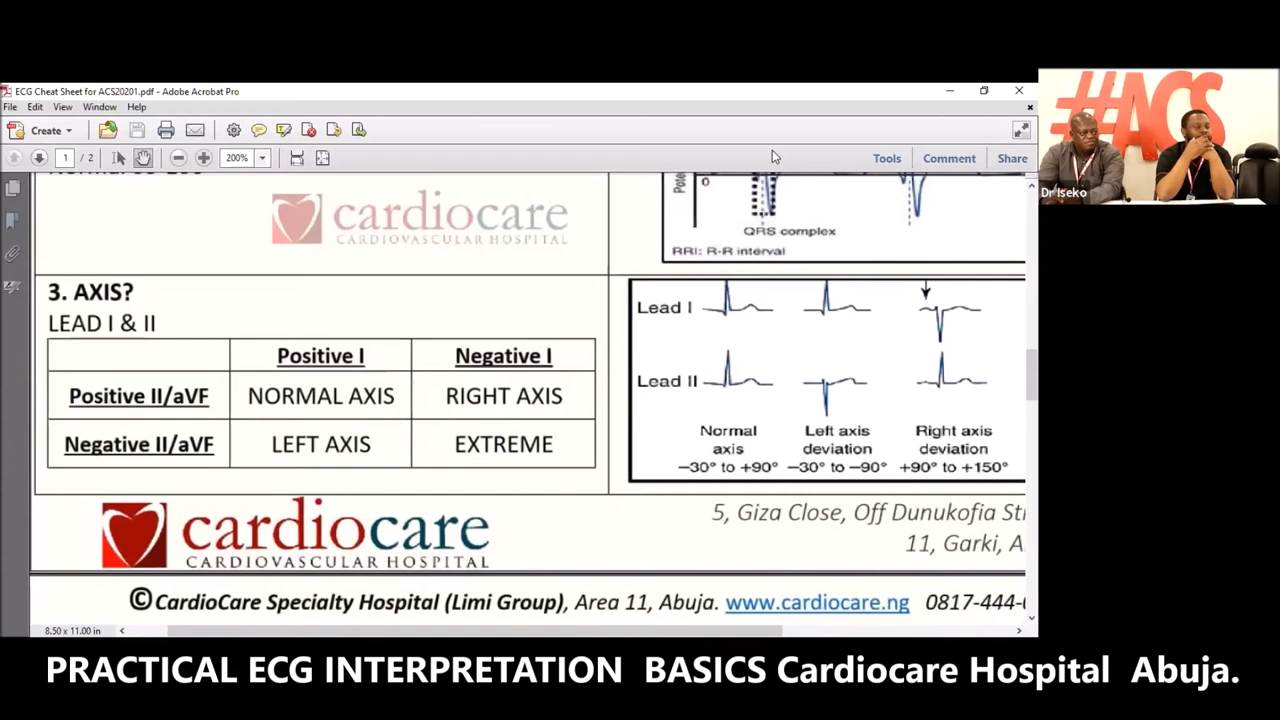 ECG Cheat Sheet for ACS20201.pdf - Adobe Acrobat Pro
File Edit View Window Help
Create
1 / 2 200% Tools Comment Share
#ACS
Dr Iseko
cardiocare
CARDIOVASCULAR HOSPITAL
0
QRS complex
RRI: R-R interval
3. AXIS?
LEAD I & II
Positive I Negative I
Positive II/aVF NORMAL AXIS RIGHT AXIS
Negative II/aVF LEFT AXIS EXTREME
Lead I
Lead II
Normal axis −30° to +90°
Left axis deviation −30° to −90°
Right axis deviation +90° to +150°
cardiocare
CARDIOVASCULAR HOSPITAL
5, Giza Close, Off Dunukofia
11, Garki,
©CardioCare Specialty Hospital (Limi Group), Area 11, Abuja. www.cardiocare.ng 0817-444-
8.50 x 11.00 in
PRACTICAL ECG INTERPRETATION BASICS Cardiocare Hospital Abuja.